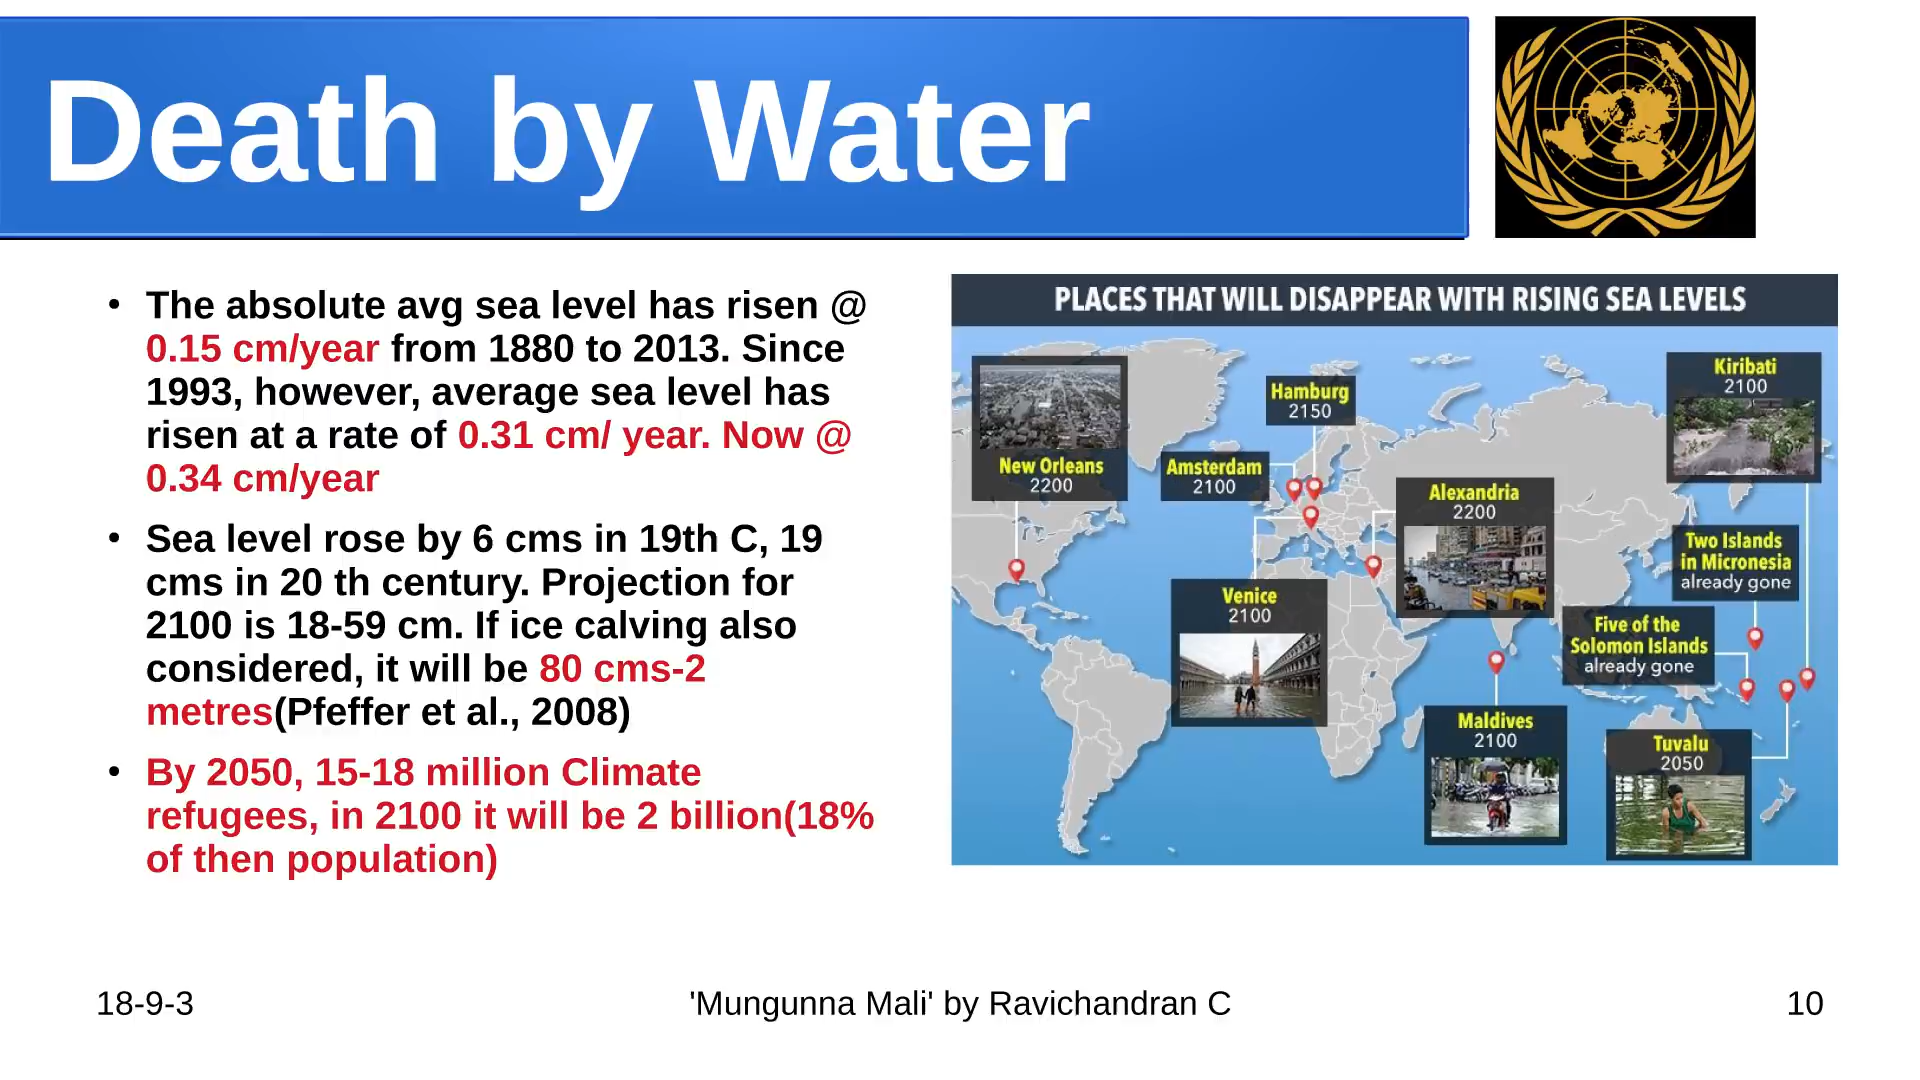 Death by Water
• The absolute avg sea level has risen @
0.15 cm/year from 1880 to 2013. Since
1993, however, average sea level has
risen at a rate of 0.31 cm/ year. Now @
0.34 cm/year
• Sea level rose by 6 cms in 19th C, 19
cms in 20 th century. Projection for
2100 is 18-59 cm. If ice calving also
considered, it will be 80 cms-2
metres(Pfeffer et al., 2008)
• By 2050, 15-18 million Climate
refugees, in 2100 it will be 2 billion(18%
of then population)
PLACES THAT WILL DISAPPEAR WITH RISING SEA LEVELS
New Orleans
2200
Hamburg
2150
Amsterdam
2100
Kiribati
2100
Alexandria
2200
Two Islands
in Micronesia
already gone
Venice
2100
Five of the
Solomon Islands
already gone
Maldives
2100
Tuvalu
2050
18-9-3
'Mungunna Mali' by Ravichandran C
10